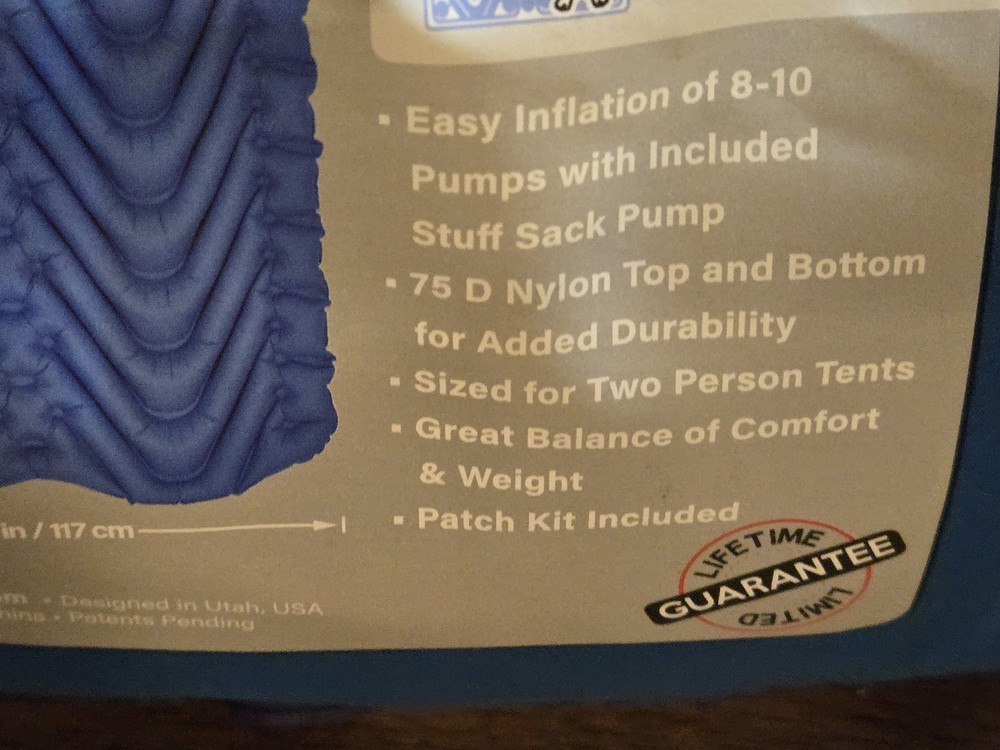 Easy Inflation of 8-10
Pumps with Included
Stuff Sack Pump
75 D Nylon Top and Bottom
for Added Durability
Sized for Two Person Tents
Great Balance of Comfort
& Weight
Patch Kit Included
in / 117 cm
LIFETIME
GUARANTEE
LIMITED
• Designed in Utah, USA
• Patents Pending